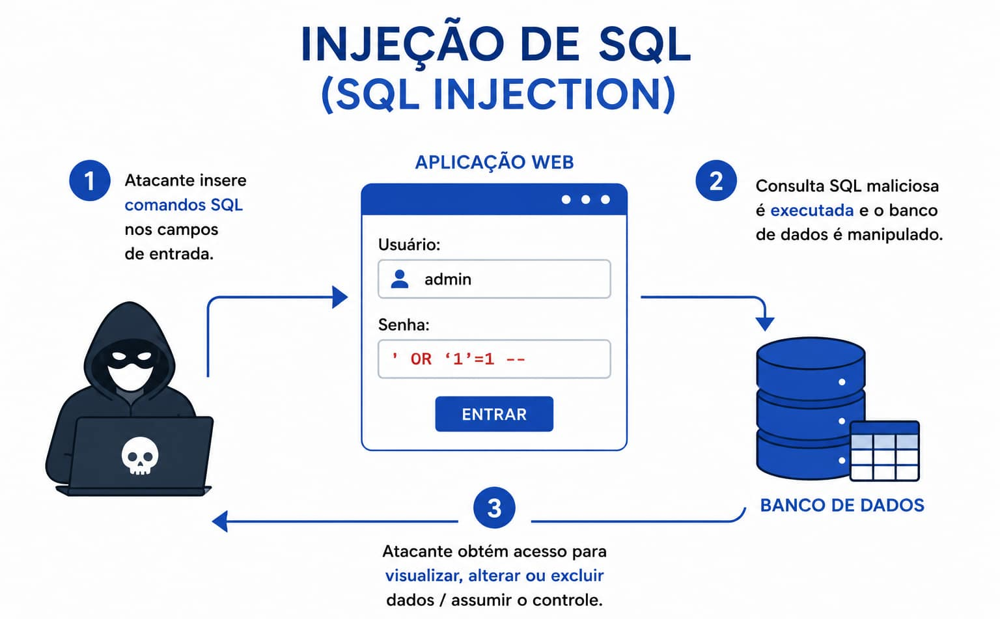 INJEÇÃO DE SQL
(SQL INJECTION)
1
Atacante insere
comandos SQL
nos campos
de entrada.
APLICAÇÃO WEB
Usuário:
admin
Senha:
' OR ‘1’=1 --
ENTRAR
2
Consulta SQL maliciosa
é executada e o banco
de dados é manipulado.
BANCO DE DADOS
3
Atacante obtém acesso para
visualizar, alterar ou excluir
dados / assumir o controle.